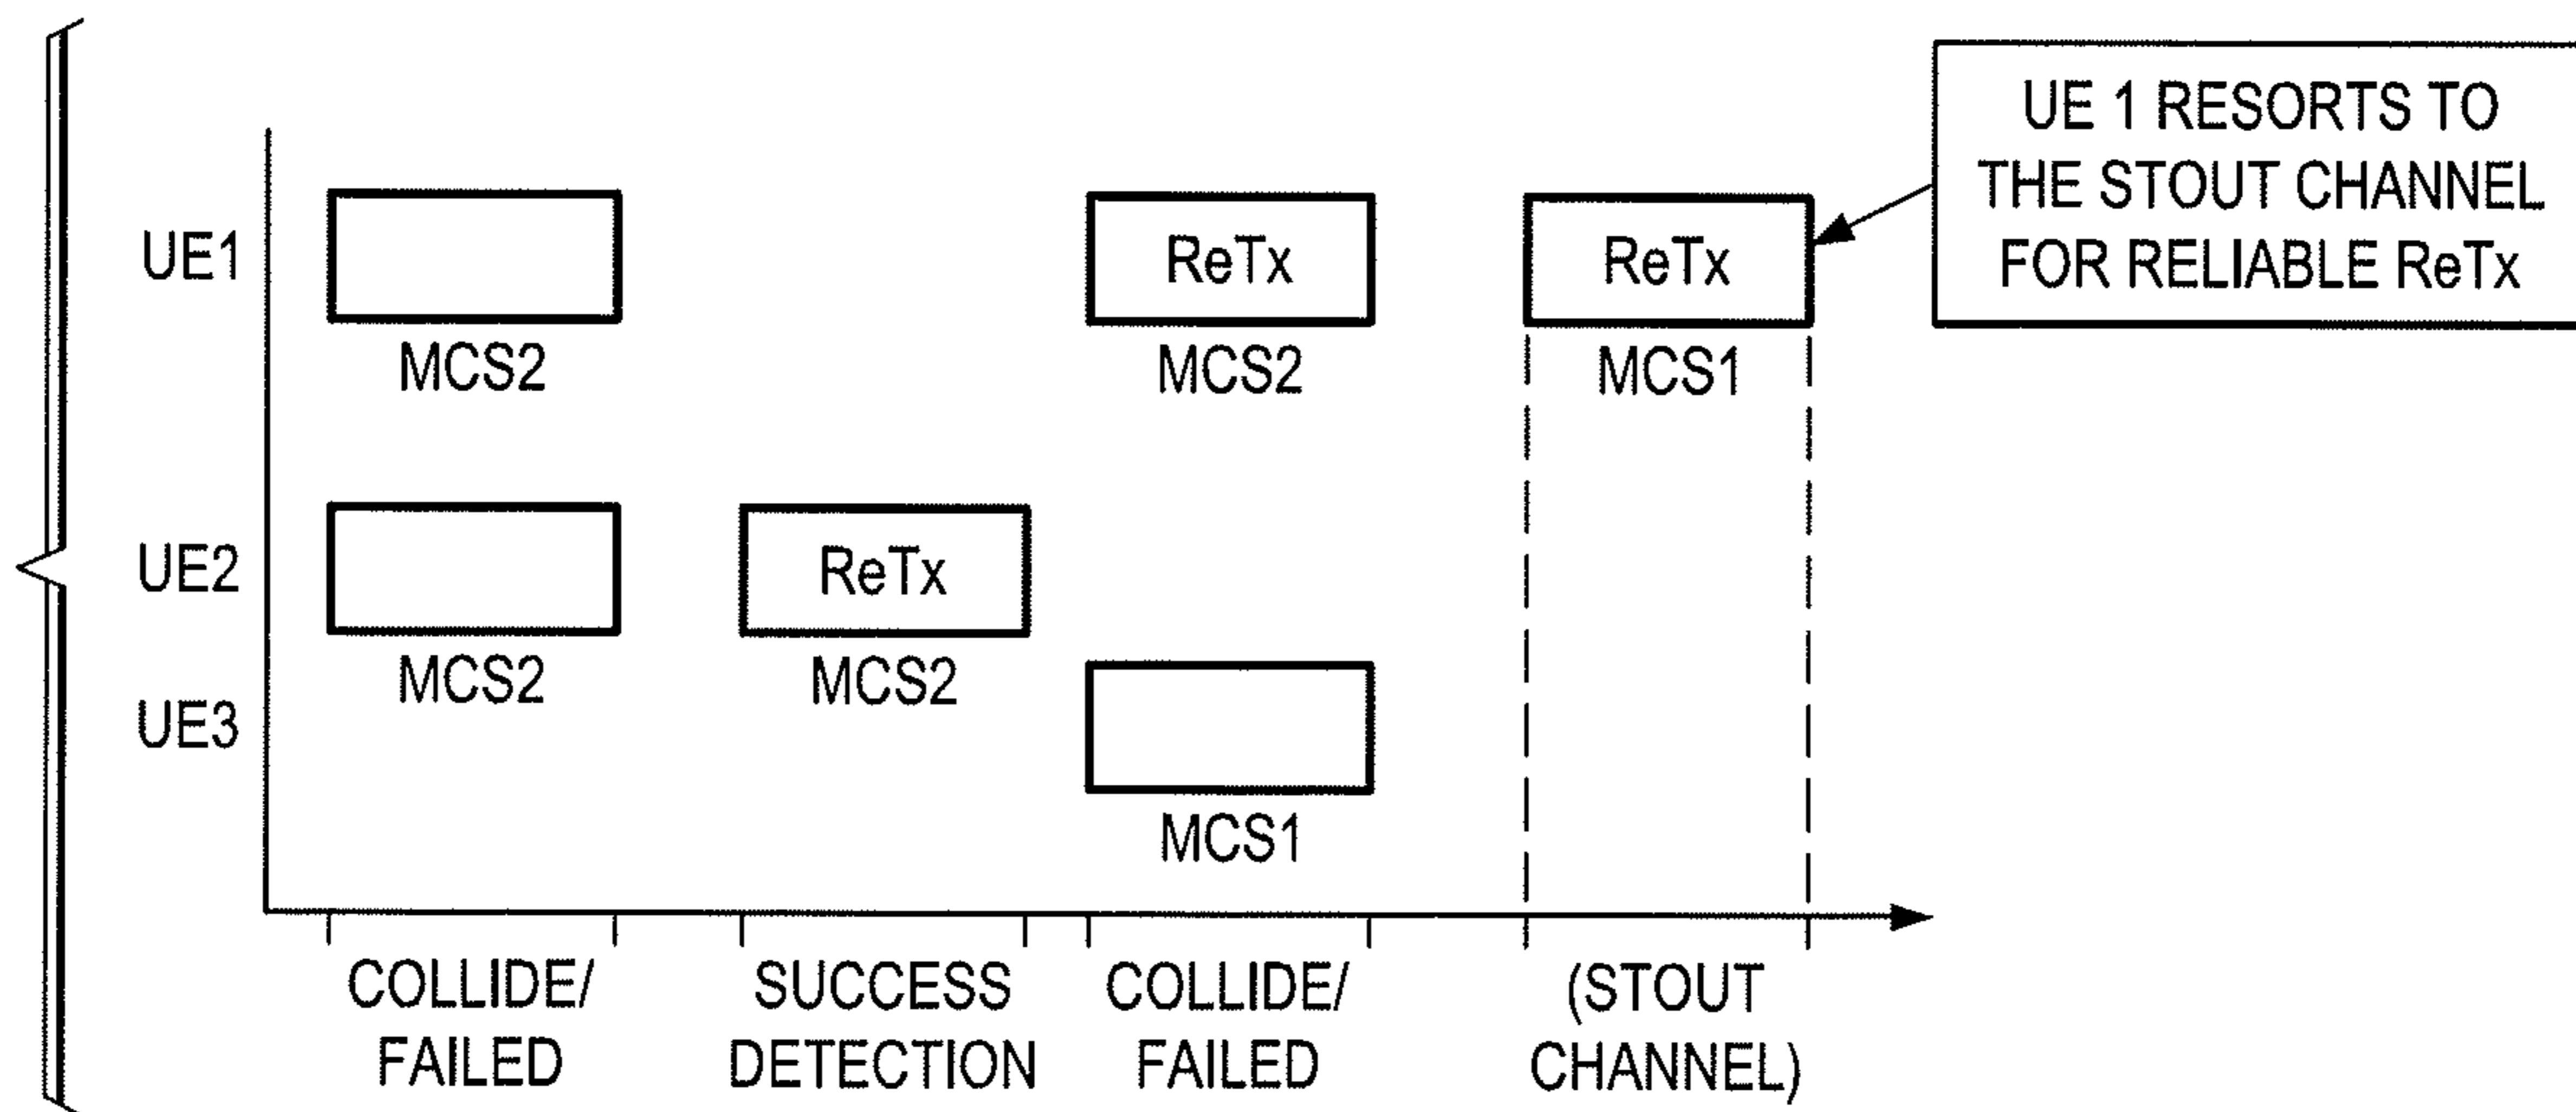 UE 1 RESORTS TO
THE STOUT CHANNEL
FOR RELIABLE ReTx
UE1
ReTx
ReTx
MCS2
MCS2
MCS1
UE2
ReTx
MCS2
MCS2
UE3
MCS1
COLLIDE/
FAILED
SUCCESS
DETECTION
COLLIDE/
FAILED
(STOUT
CHANNEL)